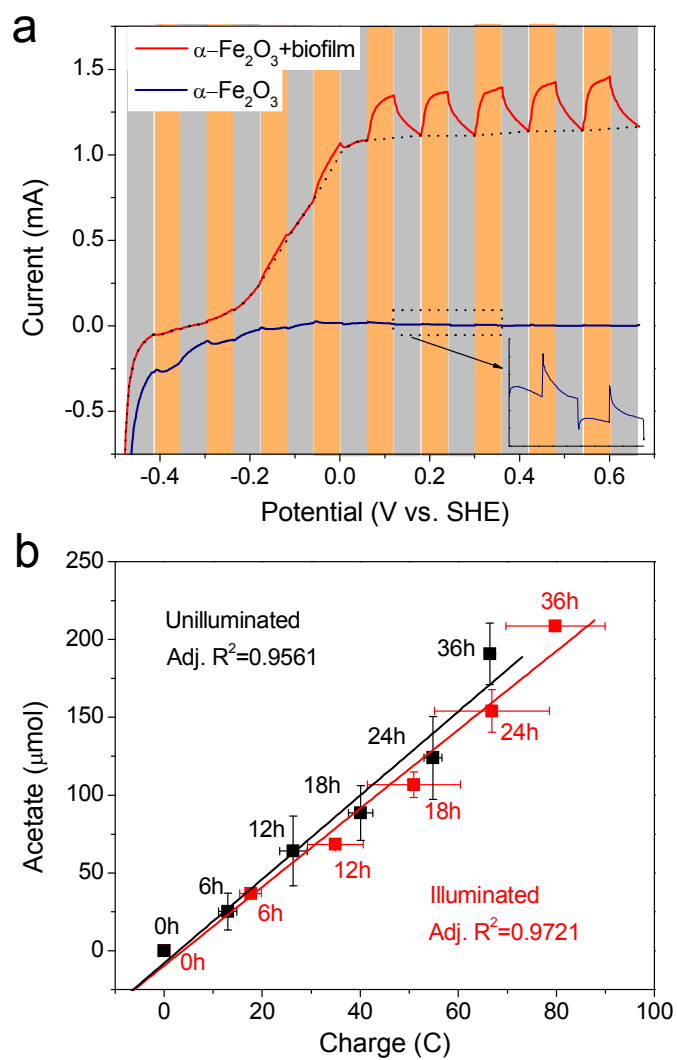 a
α-Fe₂O₃+biofilm
α-Fe₂O₃
1.5
1.0
0.5
0.0
-0.5
Current (mA)
-0.4 -0.2 0.0 0.2 0.4 0.6
Potential (V vs. SHE)
b
250
200
150
100
50
0
Acetate (μmol)
Unilluminated
Adj. R²=0.9561
36h
36h
24h
24h
18h
18h
12h
12h
6h
6h
0h
0h
Illuminated
Adj. R²=0.9721
0 20 40 60 80 100
Charge (C)